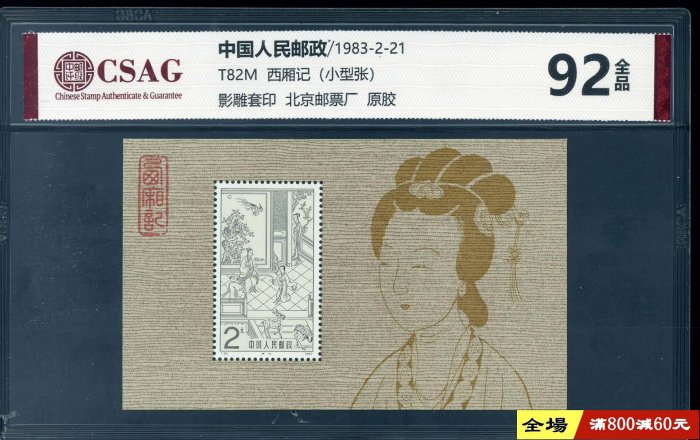 CSAG
Chinese Stamp Authenticate & Guarantee
中国人民邮政/1983-2-21
T82M 西厢记（小型张）
影雕套印 北京邮票厂 原胶
92 全品
西廂記
2分
中国人民邮政
全場
滿800減60元